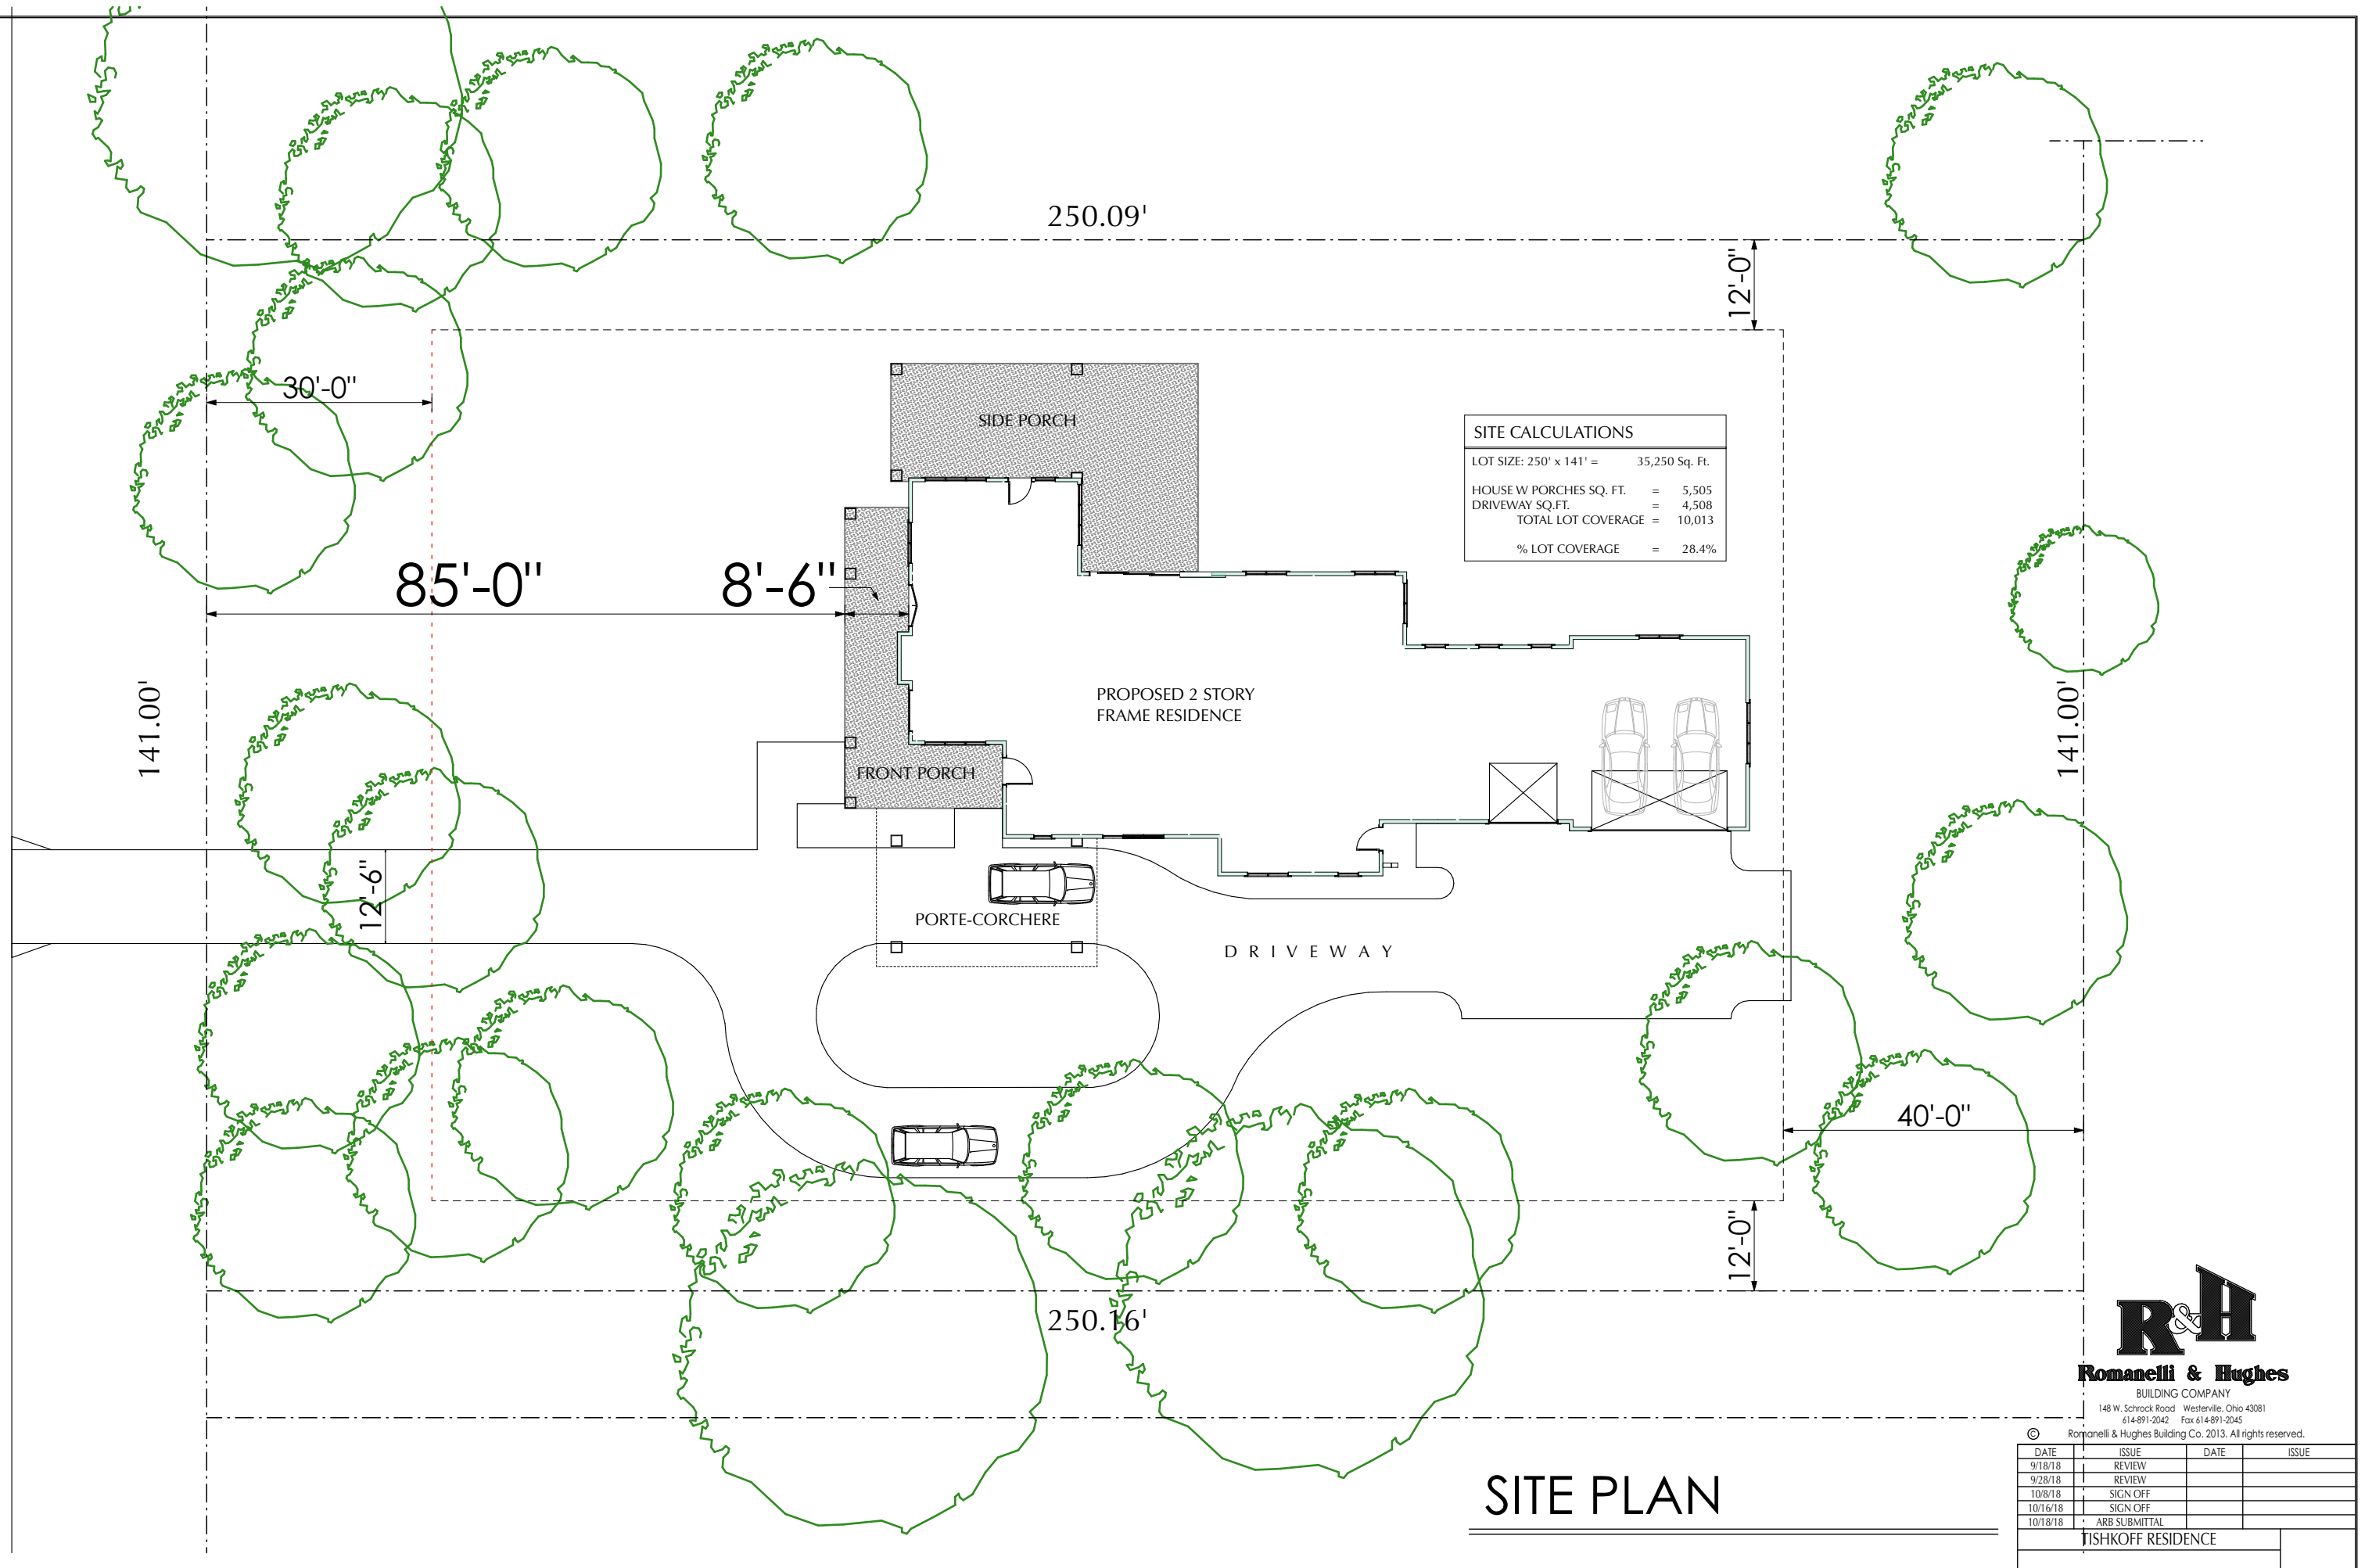 250.09'
12'-0"
30'-0"
SIDE PORCH
SITE CALCULATIONS
LOT SIZE: 250' x 141' = 35,250 Sq. Ft.
HOUSE W PORCHES SQ. FT. = 5,505
DRIVEWAY SQ.FT. = 4,508
TOTAL LOT COVERAGE = 10,013
% LOT COVERAGE = 28.4%
85'-0" 8'-6"
141.00'
PROPOSED 2 STORY
FRAME RESIDENCE
141.00'
FRONT PORCH
12'-6"
PORTE-CORCHERE
DRIVEWAY
40'-0"
12'-0"
250.16'
R&H
Romanelli & Hughes
BUILDING COMPANY
148 W. Schrock Road Westerville, Ohio 43081
614-891-2042 Fax 614-891-2045
© Romanelli & Hughes Building Co. 2013. All rights reserved.
DATE ISSUE DATE ISSUE
9/18/18 REVIEW
9/28/18 REVIEW
10/8/18 SIGN OFF
10/16/18 SIGN OFF
10/18/18 ARB SUBMITTAL
TISHKOFF RESIDENCE
SITE PLAN